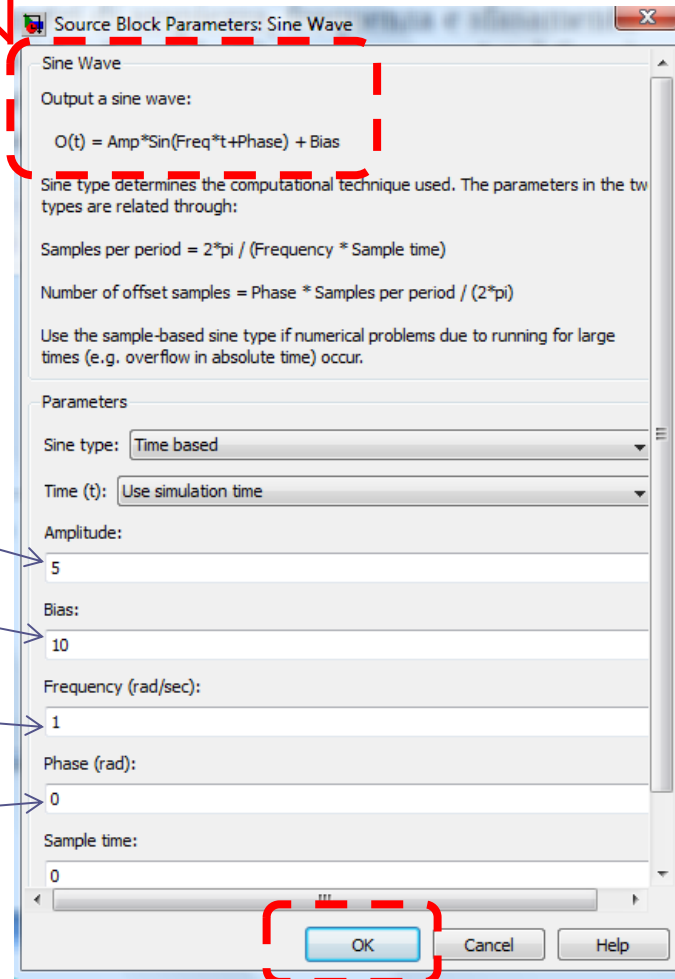 Source Block Parameters: Sine Wave
Sine Wave
Output a sine wave:
O(t) = Amp*Sin(Freq*t+Phase) + Bias
Sine type determines the computational technique used. The parameters in the tw
types are related through:
Samples per period = 2*pi / (Frequency * Sample time)
Number of offset samples = Phase * Samples per period / (2*pi)
Use the sample-based sine type if numerical problems due to running for large
times (e.g. overflow in absolute time) occur.
Parameters
Sine type: Time based
Time (t): Use simulation time
Amplitude:
5
Bias:
10
Frequency (rad/sec):
1
Phase (rad):
0
Sample time:
0
OK Cancel Help